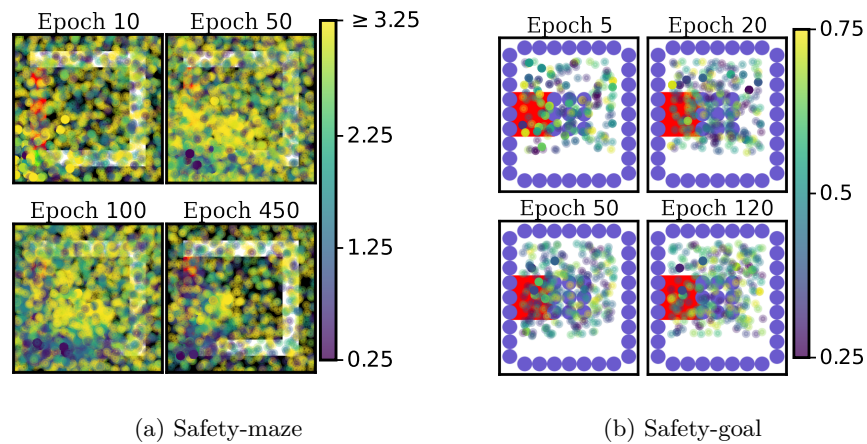 Epoch 10
Epoch 50
≥ 3.25
2.25
1.25
0.25
Epoch 100
Epoch 450
(a) Safety-maze
Epoch 5
Epoch 20
0.75
0.5
0.25
Epoch 50
Epoch 120
(b) Safety-goal